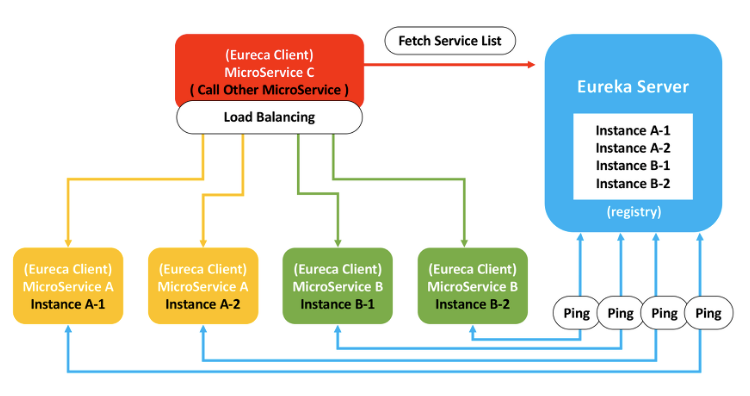 Fetch Service List
(Eureca Client)
MicroService C
( Call Other MicroService )
Load Balancing
Eureka Server
Instance A-1
Instance A-2
Instance B-1
Instance B-2
(registry)
(Eureca Client)
MicroService A
Instance A-1
(Eureca Client)
MicroService A
Instance A-2
(Eureca Client)
MicroService B
Instance B-1
(Eureca Client)
MicroService B
Instance B-2
Ping
Ping
Ping
Ping